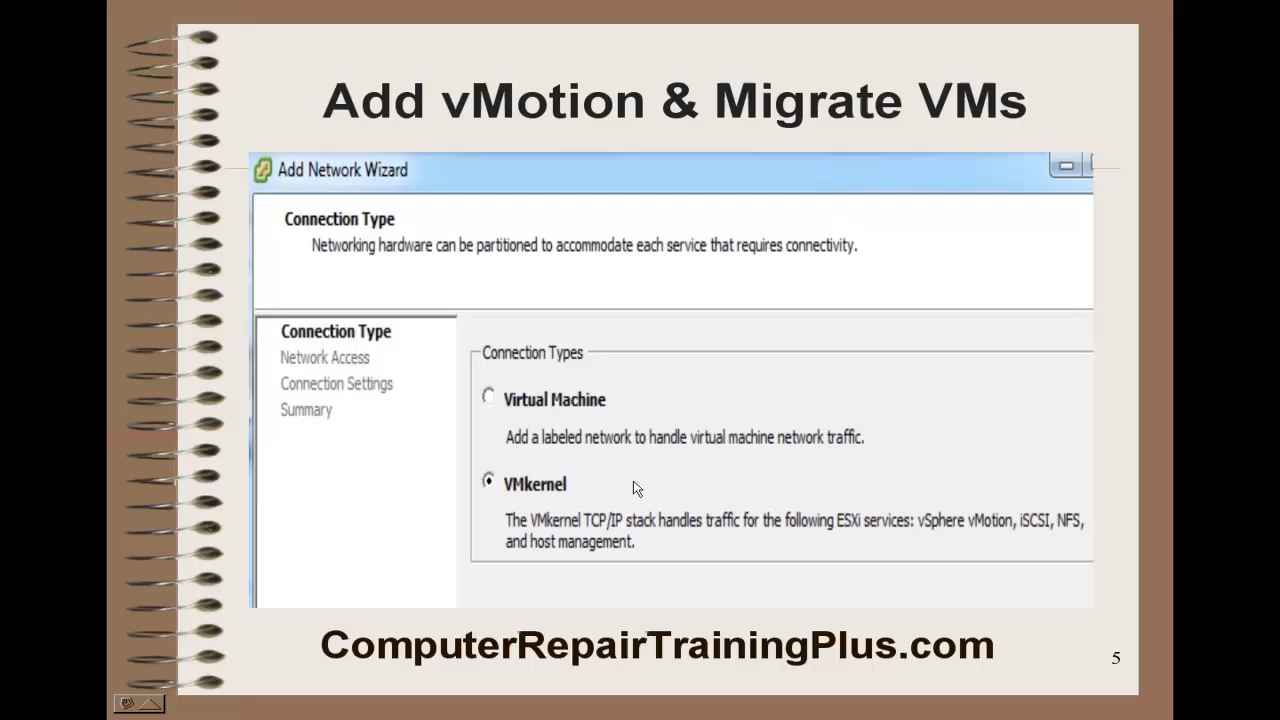 Add vMotion & Migrate VMs
Add Network Wizard
Connection Type
Networking hardware can be partitioned to accommodate each service that requires connectivity.
Connection Type
Network Access
Connection Settings
Summary
Connection Types
Virtual Machine
Add a labeled network to handle virtual machine network traffic.
VMkernel
The VMkernel TCP/IP stack handles traffic for the following ESXi services: vSphere vMotion, iSCSI, NFS,
and host management.
ComputerRepairTrainingPlus.com
5